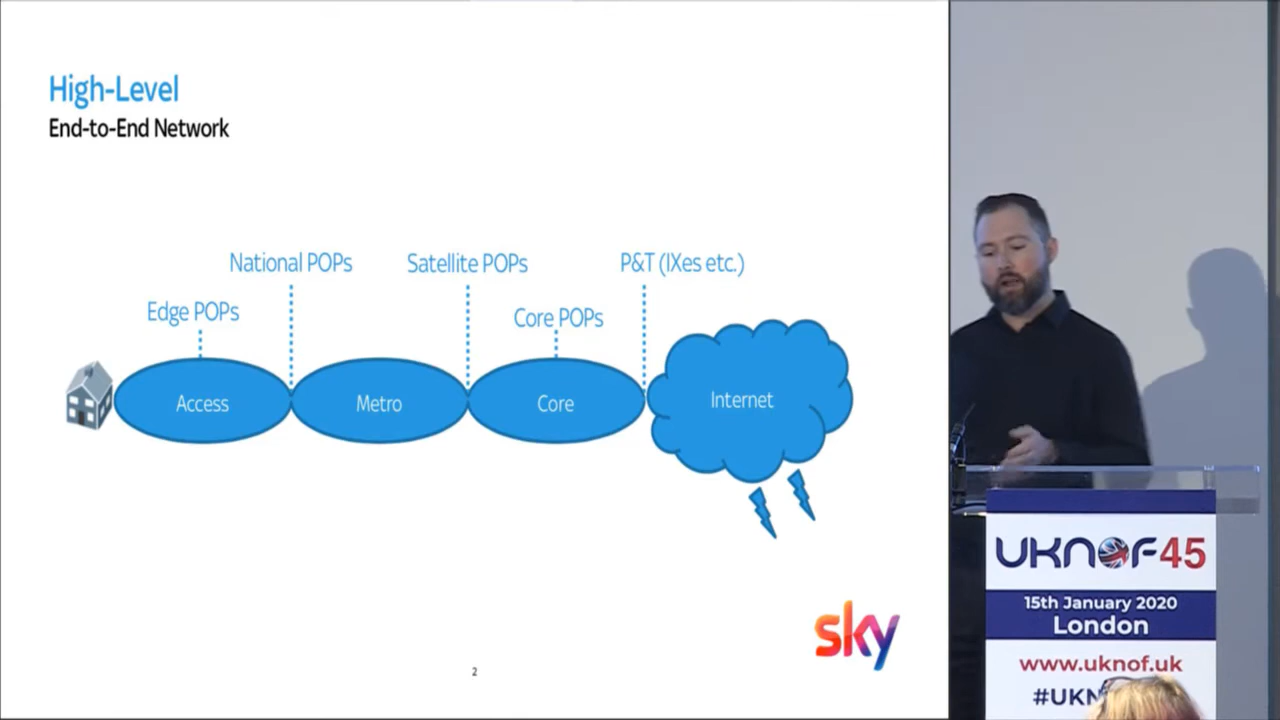 High-Level
End-to-End Network
National POPs
Satellite POPs
P&T (IXes etc.)
Edge POPs
Core POPs
Access
Metro
Core
Internet
sky
2
UKNOF45
15th January 2020
London
www.uknof.uk